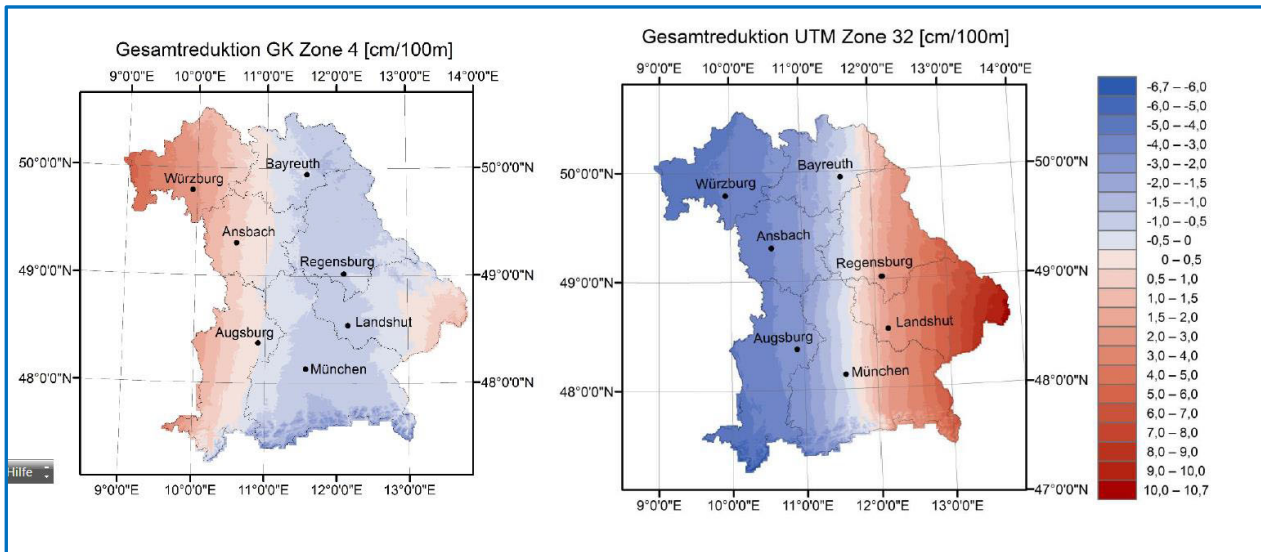 Gesamtreduktion GK Zone 4 [cm/100m]
9°0'0"E 10°0'0"E 11°0'0"E 12°0'0"E 13°0'0"E 14°0'0"E
50°0'0"N
49°0'0"N
48°0'0"N
Bayreuth
Würzburg
Ansbach
Regensburg
Augsburg
Landshut
München
50°0'0"N
49°0'0"N
48°0'0"N
9°0'0"E 10°0'0"E 11°0'0"E 12°0'0"E 13°0'0"E
Hilfe
Gesamtreduktion UTM Zone 32 [cm/100m]
9°0'0"E 10°0'0"E 11°0'0"E 12°0'0"E 13°0'0"E 14°0'0"E
50°0'0"N
49°0'0"N
48°0'0"N
Bayreuth
Würzburg
Ansbach
Regensburg
Landshut
Augsburg
München
50°0'0"N
49°0'0"N
48°0'0"N
47°0'0"N
9°0'0"E 10°0'0"E 11°0'0"E 12°0'0"E 13°0'0"E
-6,7 – -6,0
-6,0 – -5,0
-5,0 – -4,0
-4,0 – -3,0
-3,0 – -2,0
-2,0 – -1,5
-1,5 – -1,0
-1,0 – -0,5
-0,5 – 0
0 – 0,5
0,5 – 1,0
1,0 – 1,5
1,5 – 2,0
2,0 – 3,0
3,0 – 4,0
4,0 – 5,0
5,0 – 6,0
6,0 – 7,0
7,0 – 8,0
8,0 – 9,0
9,0 – 10,0
10,0 – 10,7